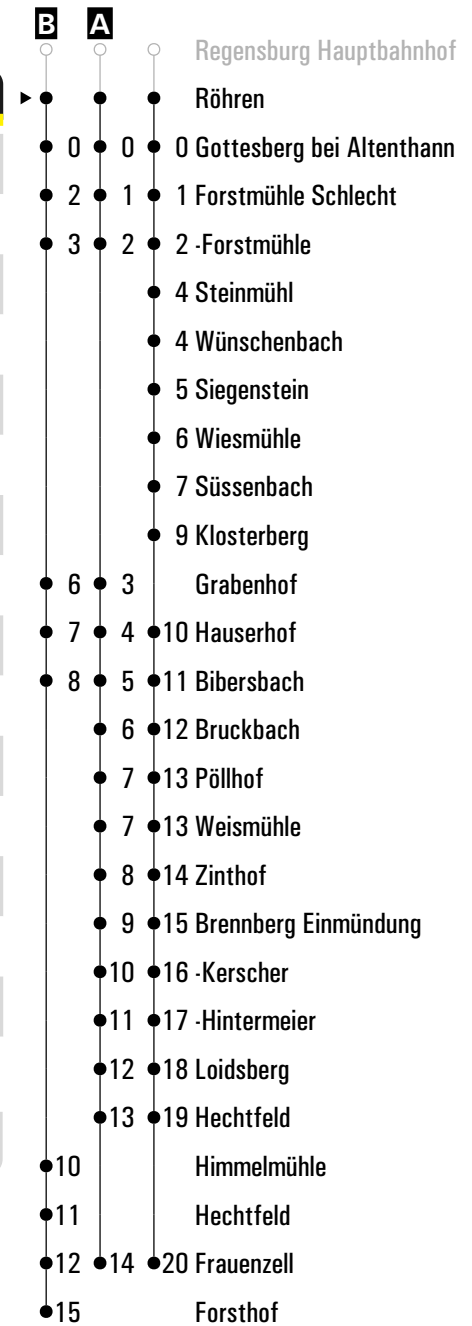 B A
Regensburg Hauptbahnhof
Röhren
0 0 0 Gottesberg bei Altenthann
2 1 1 Forstmühle Schlecht
3 2 2 -Forstmühle
4 Steinmühl
4 Wünschenbach
5 Siegenstein
6 Wiesmühle
7 Süssenbach
9 Klosterberg
6 3 Grabenhof
7 4 10 Hauserhof
8 5 11 Bibersbach
6 12 Bruckbach
7 13 Pöllhof
7 13 Weismühle
8 14 Zinthof
9 15 Brennberg Einmündung
10 16 -Kerscher
11 17 -Hintermeier
12 18 Loidsberg
13 19 Hechtfeld
10 Himmelmühle
11 Hechtfeld
12 14 20 Frauenzell
15 Forsthof